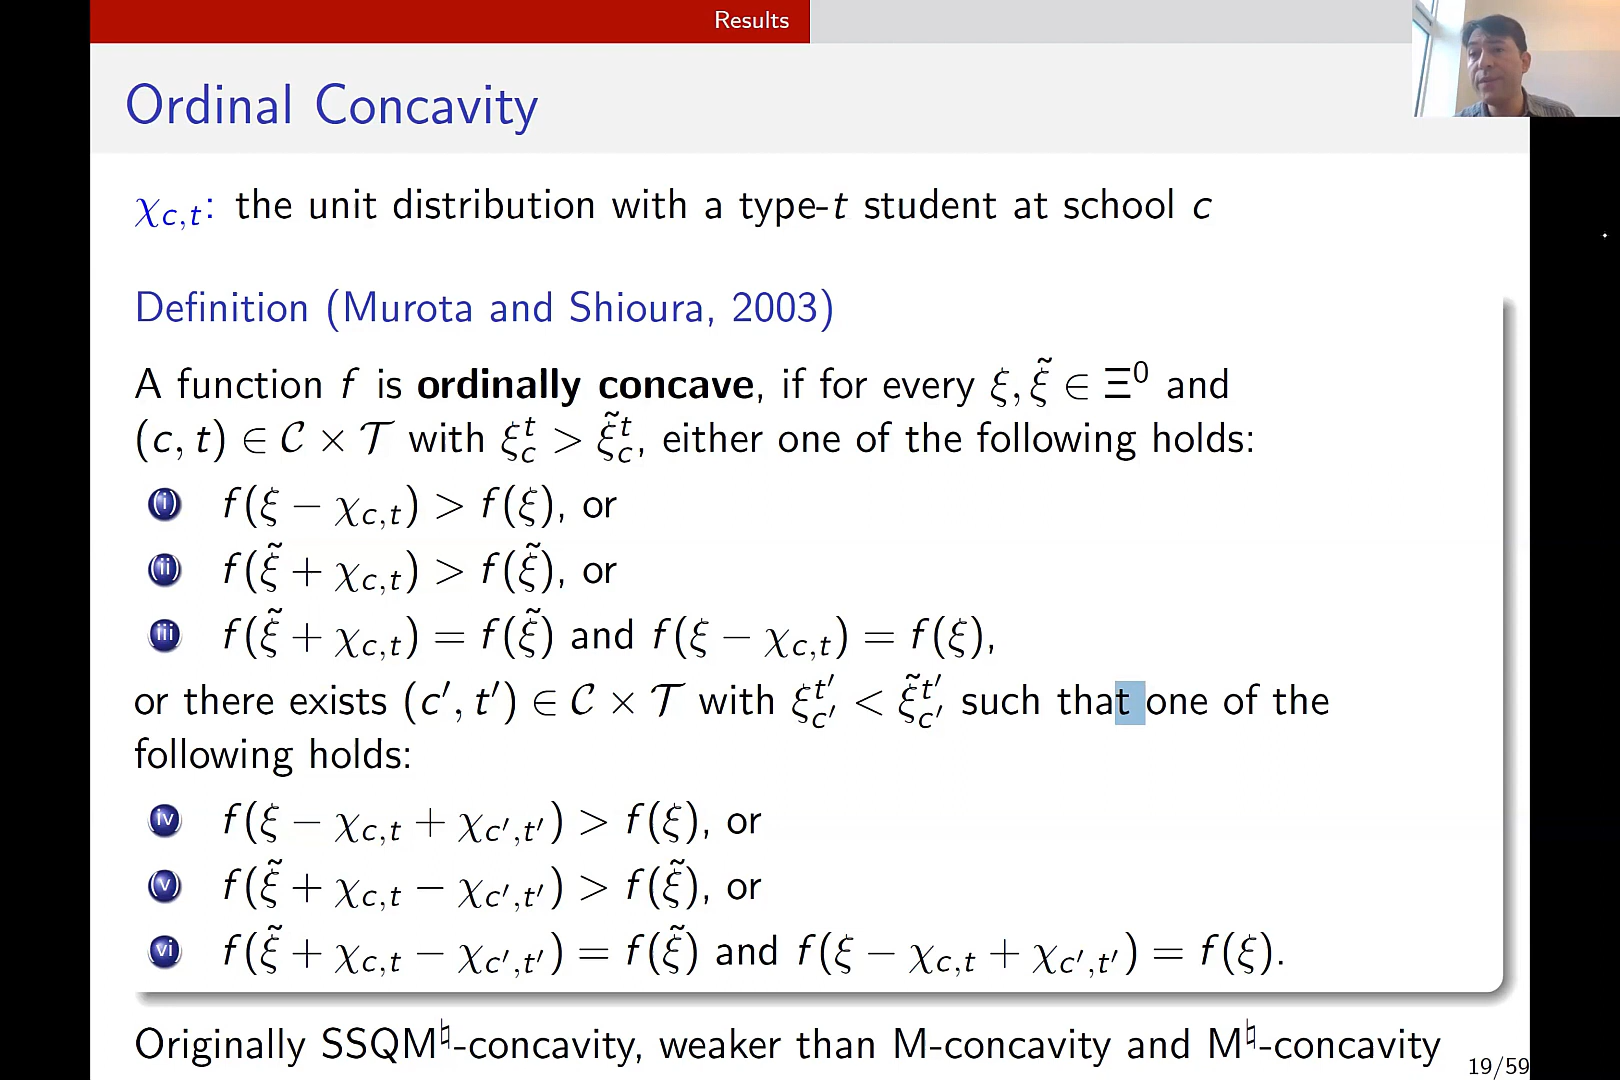 Results
Ordinal Concavity
χ_{c,t}: the unit distribution with a type-t student at school c
Definition (Murota and Shioura, 2003)
A function f is ordinally concave, if for every ξ, ξ̃ ∈ Ξ⁰ and
(c, t) ∈ 𝒞 × 𝒯 with ξ_c^t > ξ̃_c^t, either one of the following holds:
(i) f(ξ − χ_{c,t}) > f(ξ), or
(ii) f(ξ̃ + χ_{c,t}) > f(ξ̃), or
(iii) f(ξ̃ + χ_{c,t}) = f(ξ̃) and f(ξ − χ_{c,t}) = f(ξ),
or there exists (c′, t′) ∈ 𝒞 × 𝒯 with ξ_{c′}^{t′} < ξ̃_{c′}^{t′} such that one of the
following holds:
(iv) f(ξ − χ_{c,t} + χ_{c′,t′}) > f(ξ), or
(v) f(ξ̃ + χ_{c,t} − χ_{c′,t′}) > f(ξ̃), or
(vi) f(ξ̃ + χ_{c,t} − χ_{c′,t′}) = f(ξ̃) and f(ξ − χ_{c,t} + χ_{c′,t′}) = f(ξ).
Originally SSQM^♮-concavity, weaker than M-concavity and M^♮-concavity
19/59